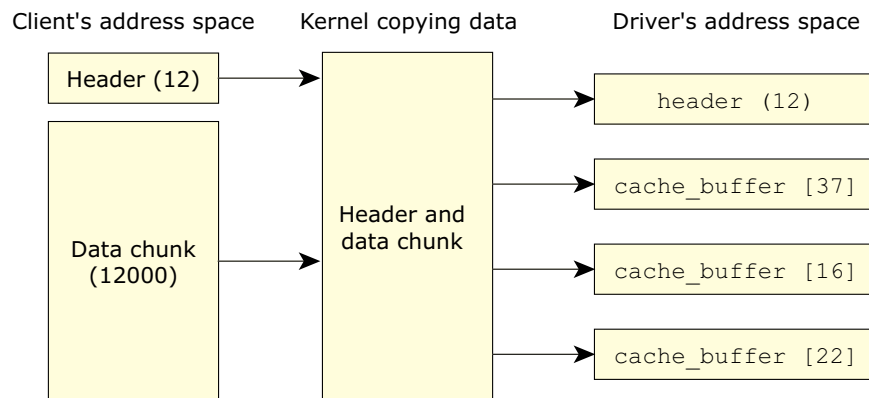 Client's address space
Kernel copying data
Driver's address space
Header (12)
header (12)
cache_buffer [37]
Header and
data chunk
Data chunk
(12000)
cache_buffer [16]
cache_buffer [22]